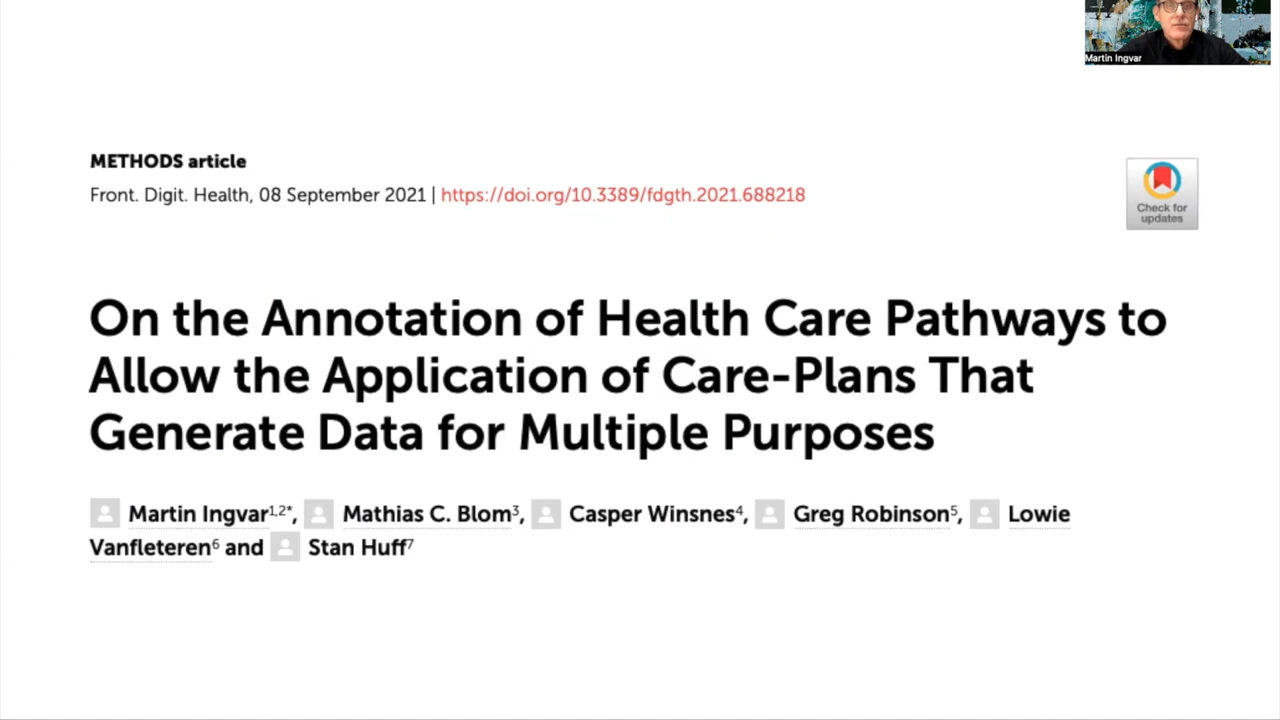 Martin Ingvar
METHODS article
Front. Digit. Health, 08 September 2021 | https://doi.org/10.3389/fdgth.2021.688218
Check for
updates
On the Annotation of Health Care Pathways to
Allow the Application of Care-Plans That
Generate Data for Multiple Purposes
Martin Ingvar1,2*, Mathias C. Blom3, Casper Winsnes4, Greg Robinson5, Lowie
Vanfleteren6 and Stan Huff7